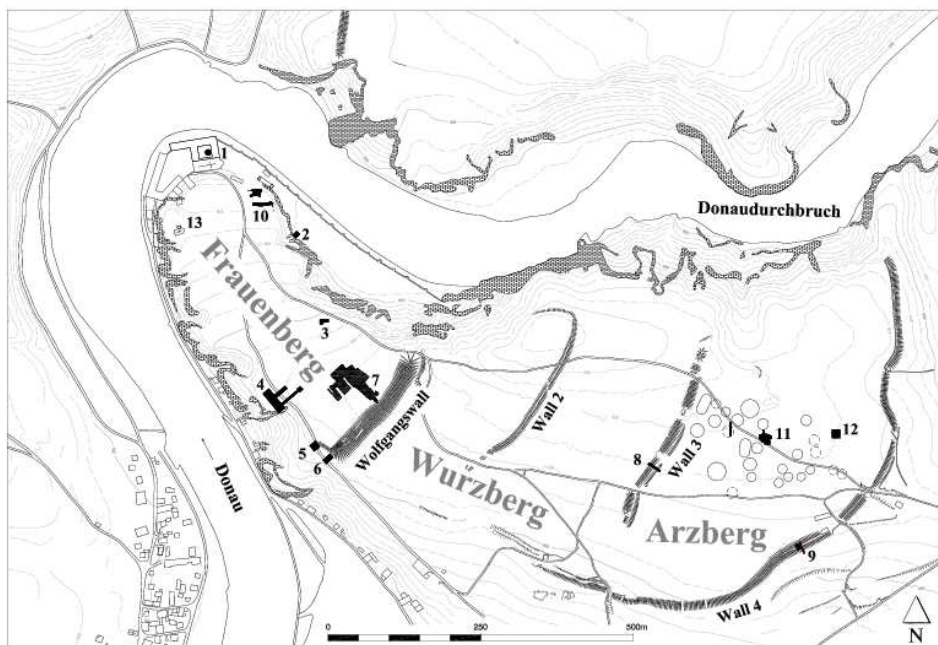 1
10
Donaudurchbruch
13
2
Frauenberg
3
4
7
Wolfgangswall
Wall 2
5
6
Wurzberg
8
Wall 3
11
12
Donau
Arzberg
9
Wall 4
0
250
500m
N